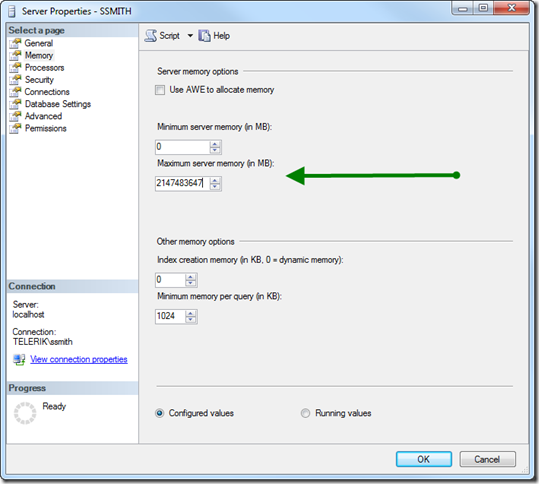 Server Properties - SSMITH
Select a page
General
Memory
Processors
Security
Connections
Database Settings
Advanced
Permissions
Script
Help
Server memory options
Use AWE to allocate memory
Minimum server memory (in MB):
0
Maximum server memory (in MB):
2147483647
Other memory options
Index creation memory (in KB, 0 = dynamic memory):
0
Minimum memory per query (in KB):
1024
Connection
Server:
localhost
Connection:
TELERIK\ssmith
View connection properties
Progress
Ready
Configured values
Running values
OK
Cancel